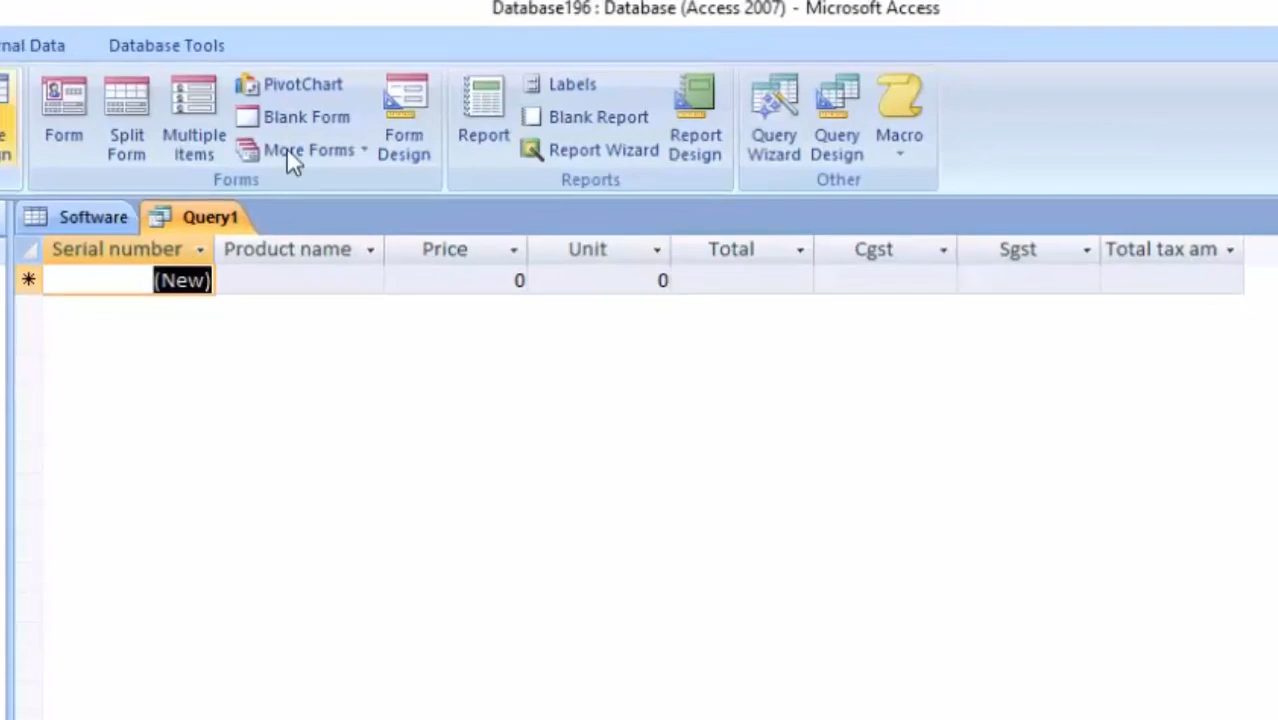 Database196 : Database (Access 2007) - Microsoft Access
Database Tools
Form
Split Form
Multiple Items
PivotChart
Blank Form
More Forms
Form Design
Forms
Report
Labels
Blank Report
Report Wizard
Report Design
Reports
Query Wizard
Query Design
Macro
Other
Software
Query1
Serial number Product name Price Unit Total Cgst Sgst Total tax am
* (New) 0 0